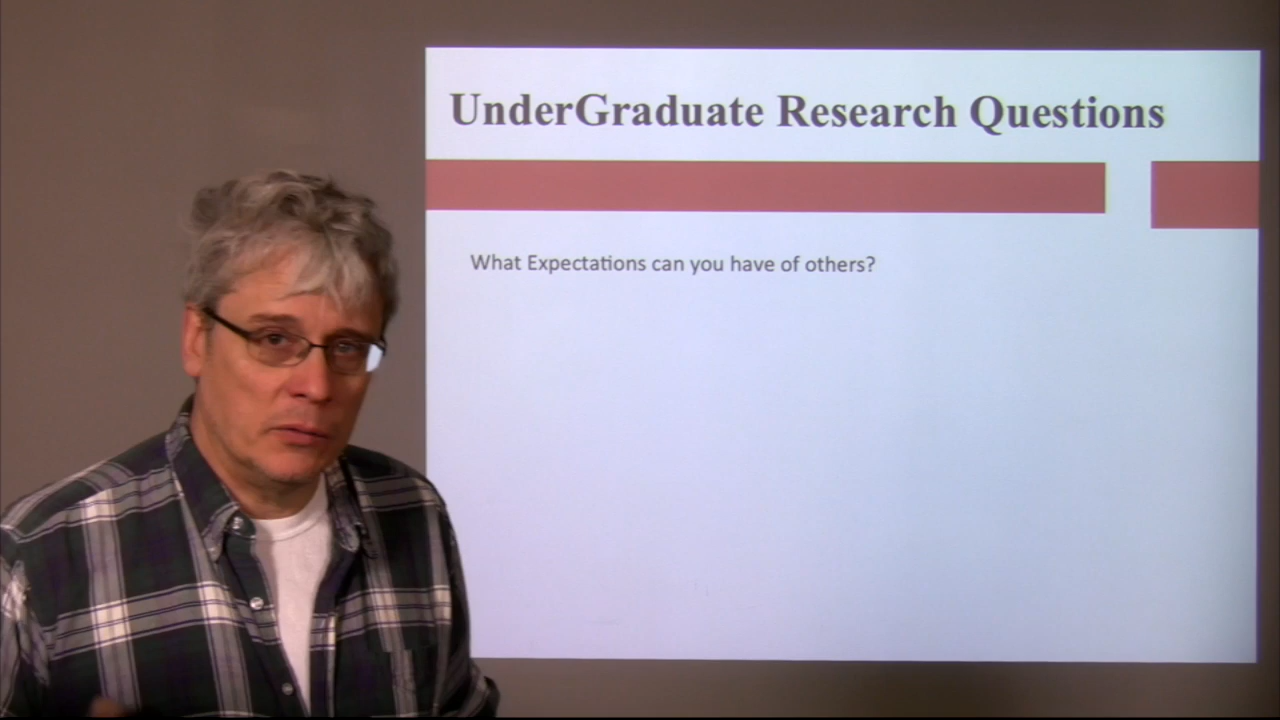 UnderGraduate Research Questions
What Expectations can you have of others?